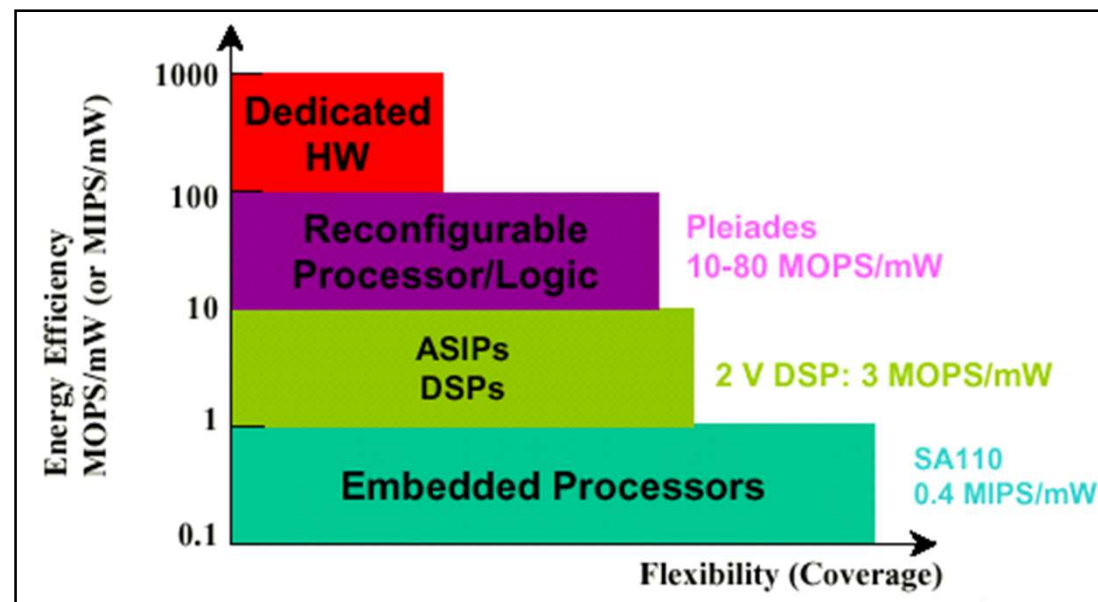 Energy Efficiency
MOPS/mW (or MIPS/mW)
1000
100
10
1
0.1
Dedicated
HW
Reconfigurable
Processor/Logic
Pleiades
10-80 MOPS/mW
ASIPs
DSPs
2 V DSP: 3 MOPS/mW
Embedded Processors
SA110
0.4 MIPS/mW
Flexibility (Coverage)